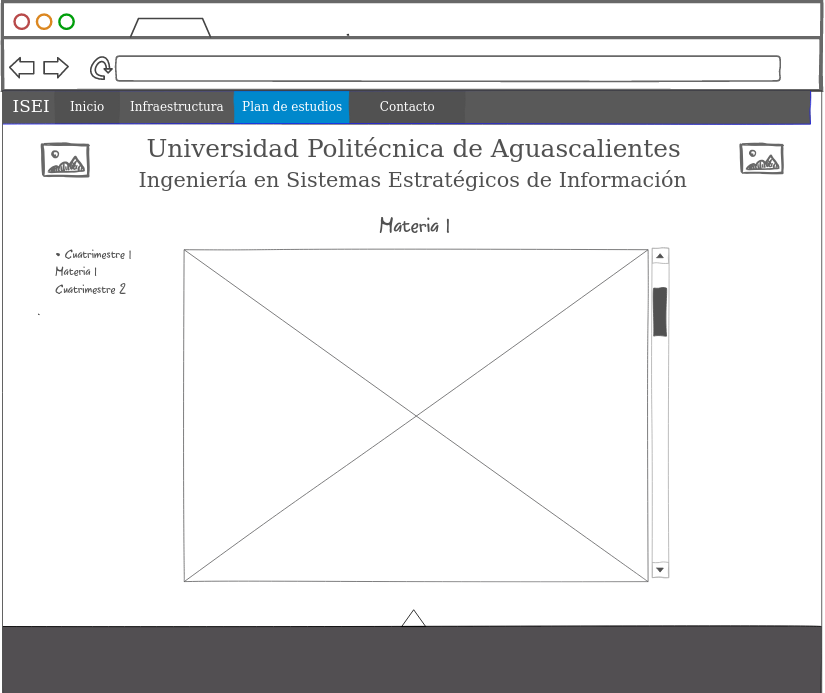 ISEI Inicio Infraestructura Plan de estudios Contacto
Universidad Politécnica de Aguascalientes
Ingeniería en Sistemas Estratégicos de Información
Materia 1
• Cuatrimestre 1
Materia 1
Cuatrimestre 2